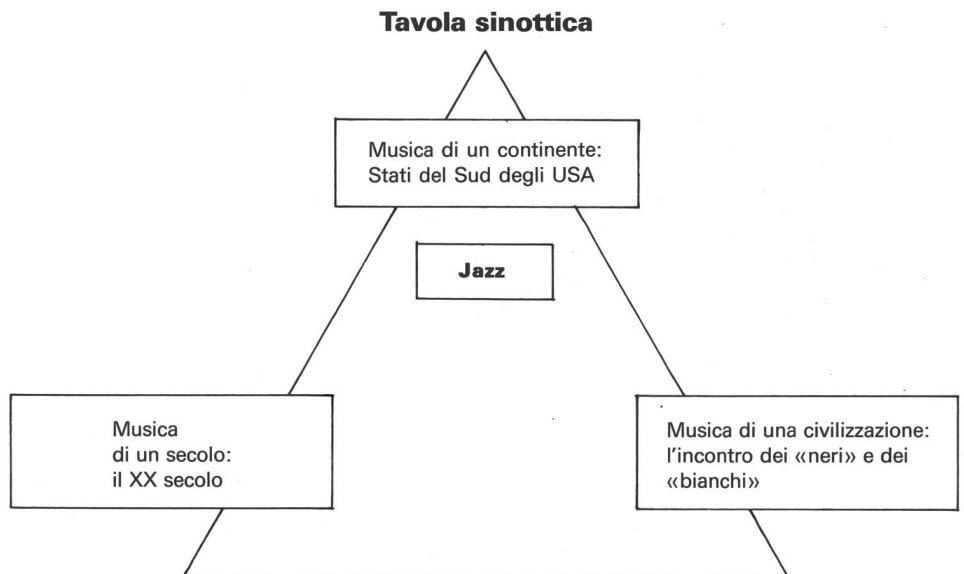 Tavola sinottica
Musica di un continente:
Stati del Sud degli USA
Jazz
Musica
di un secolo:
il XX secolo
Musica di una civilizzazione:
l'incontro dei «neri» e dei
«bianchi»